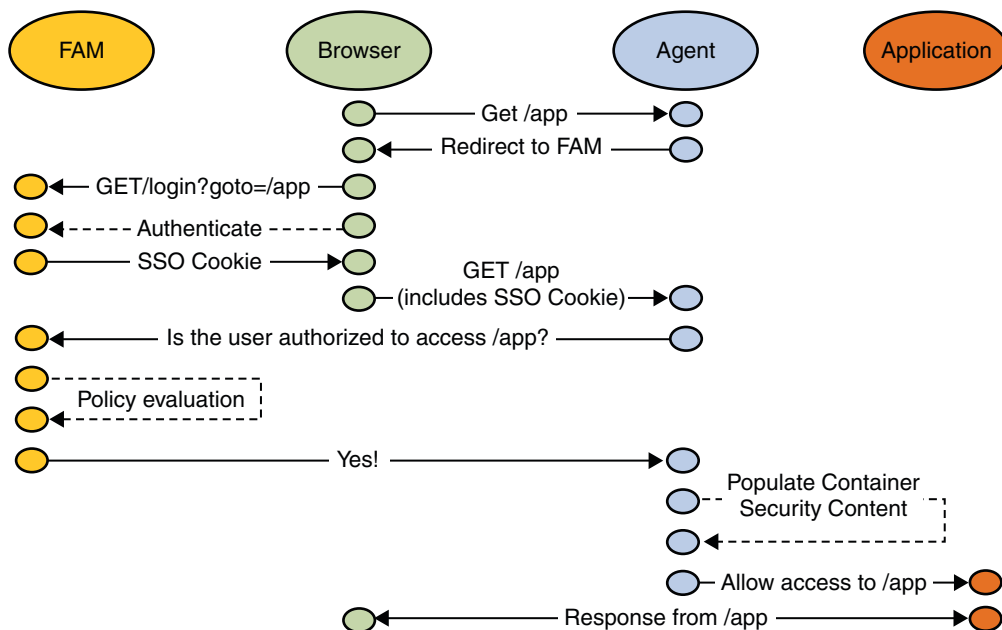 FAM
Browser
Agent
Application
Get /app
Redirect to FAM
GET/login?goto=/app
Authenticate
SSO Cookie
GET /app
(includes SSO Cookie)
Is the user authorized to access /app?
Policy evaluation
Yes!
Populate Container
Security Content
Allow access to /app
Response from /app